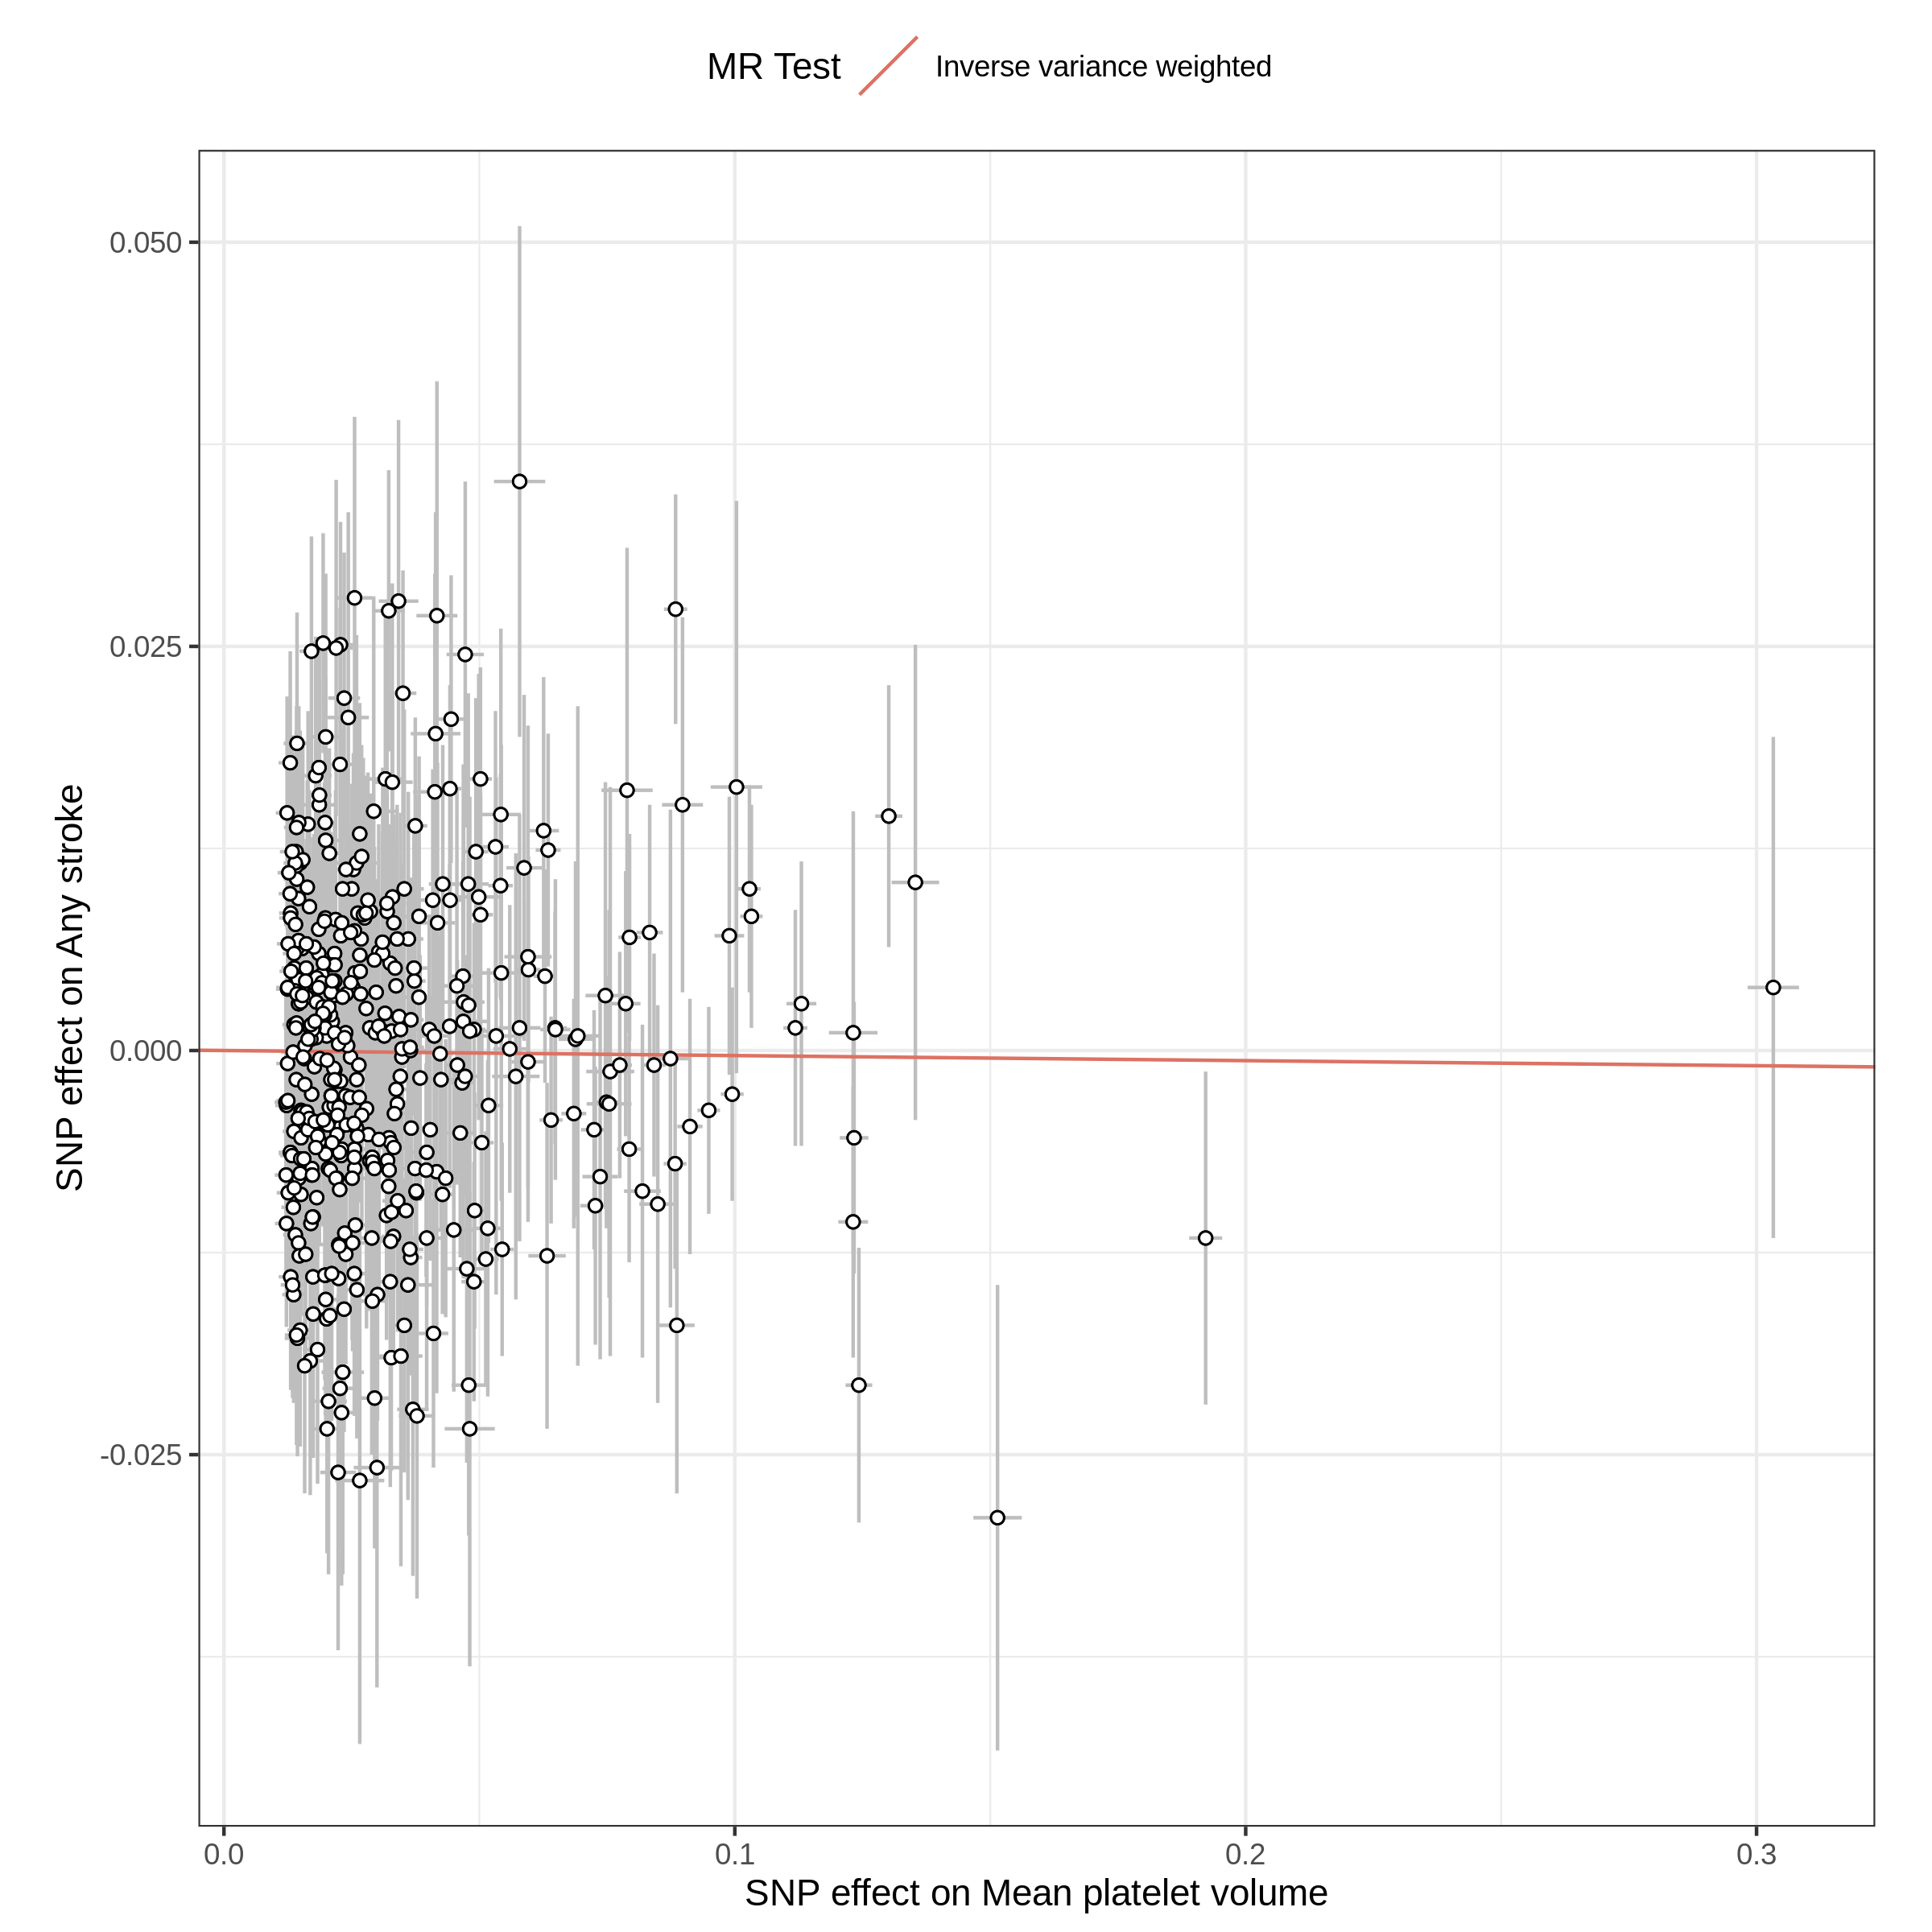 MR Test Inverse variance weighted
0.050
0.025
0.000
-0.025
SNP effect on Any stroke
0.0 0.1 0.2 0.3
SNP effect on Mean platelet volume